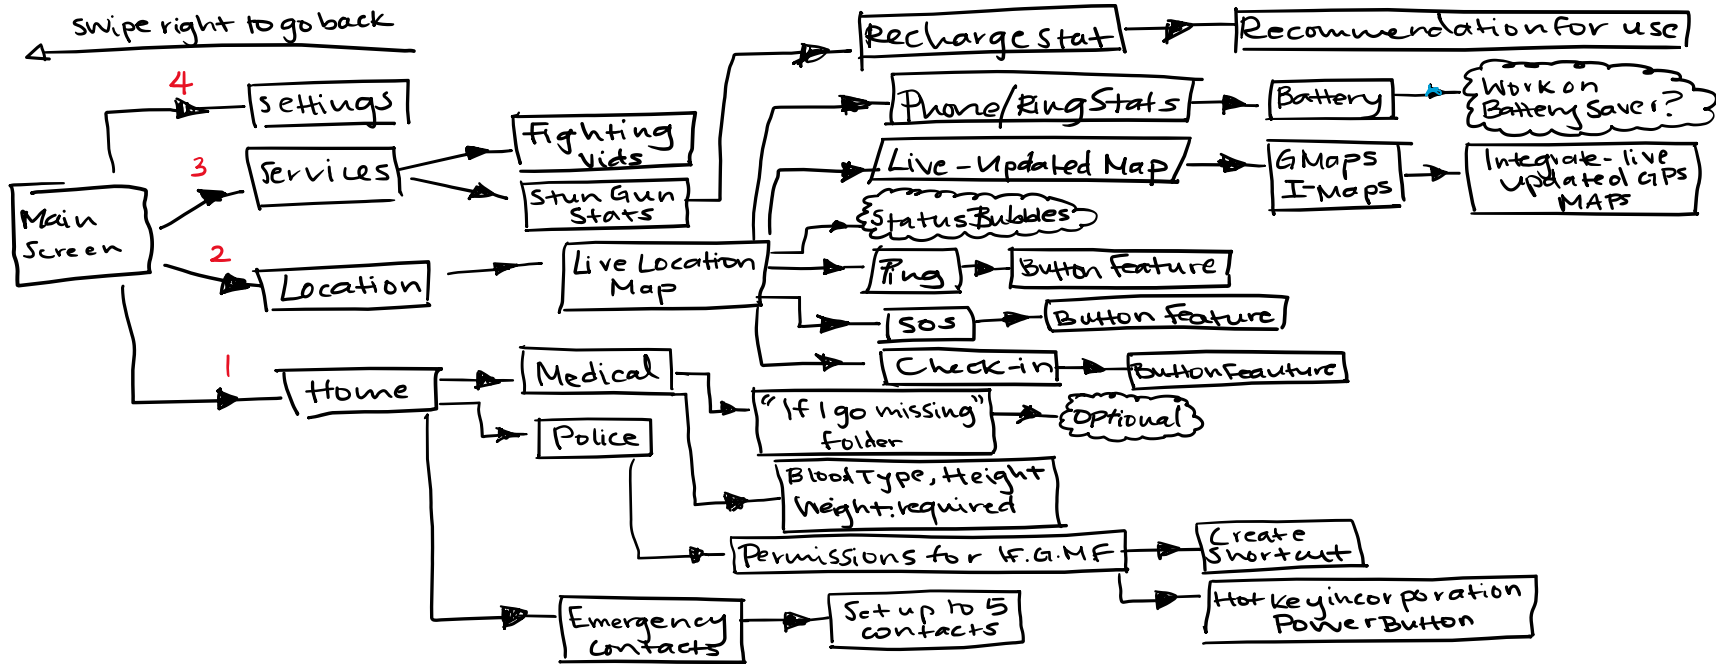 swipe right to go back
4
Settings
3
Services
Main
Screen
2
Location
1
Home
Fighting
vids
Stun Gun
Stats
Recharge Stat
Recommendation for use
Live Location
Map
Phone/Ring Stats
Battery
Work on
Battery Saver?
Live-Updated Map
GMaps
I-Maps
Integrate-live
updated GPS
MAPS
Status Bubbles
Ping
Button Feature
SOS
Button Feature
Check-in
Button Feauture
Medical
"If I go missing"
folder
Optional
Blood Type, Height
Weight:required
Police
Permissions for I.F.G.MF
Create
Shortcut
Hot key incorporation
Power Button
Emergency
contacts
Set up to 5
contacts